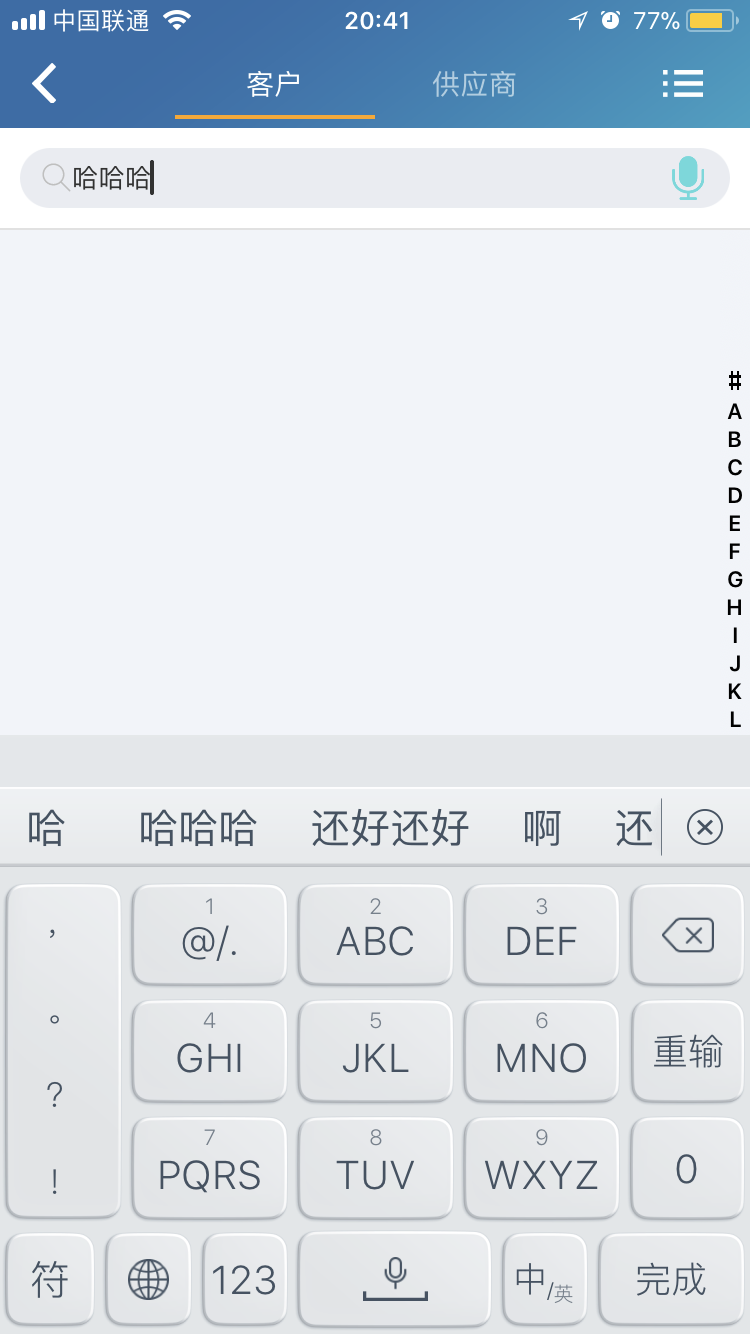 中国联通 20:41 77%
客户 供应商
哈哈哈
#
A
B
C
D
E
F
G
H
I
J
K
L
哈 哈哈哈 还好还好 啊 还
， 1 2 3
@/. ABC DEF
。 4 5 6
GHI JKL MNO 重输
? 7 8 9
! PQRS TUV WXYZ 0
符 123 中/英 完成